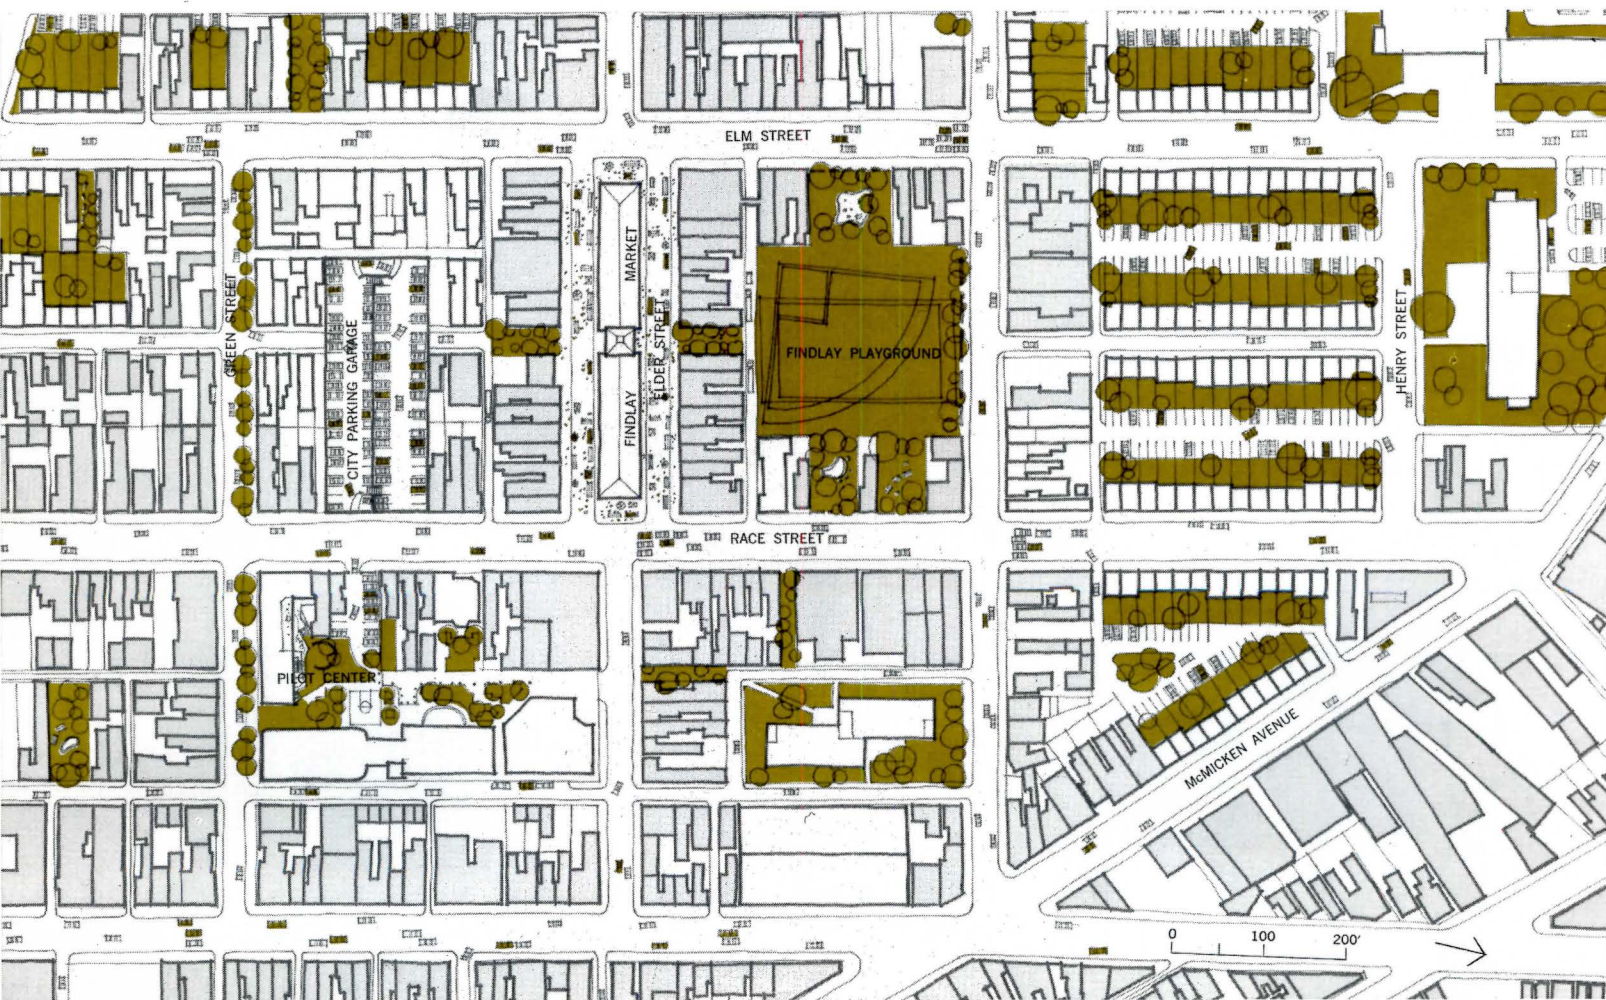 ELM STREET
GREEN STREET
CITY PARKING GARAGE
FINDLAY MARKET
ELDER STREET
FINDLAY PLAYGROUND
HENRY STREET
RACE STREET
PILOT CENTER
McMICKEN AVENUE
0 100 200'